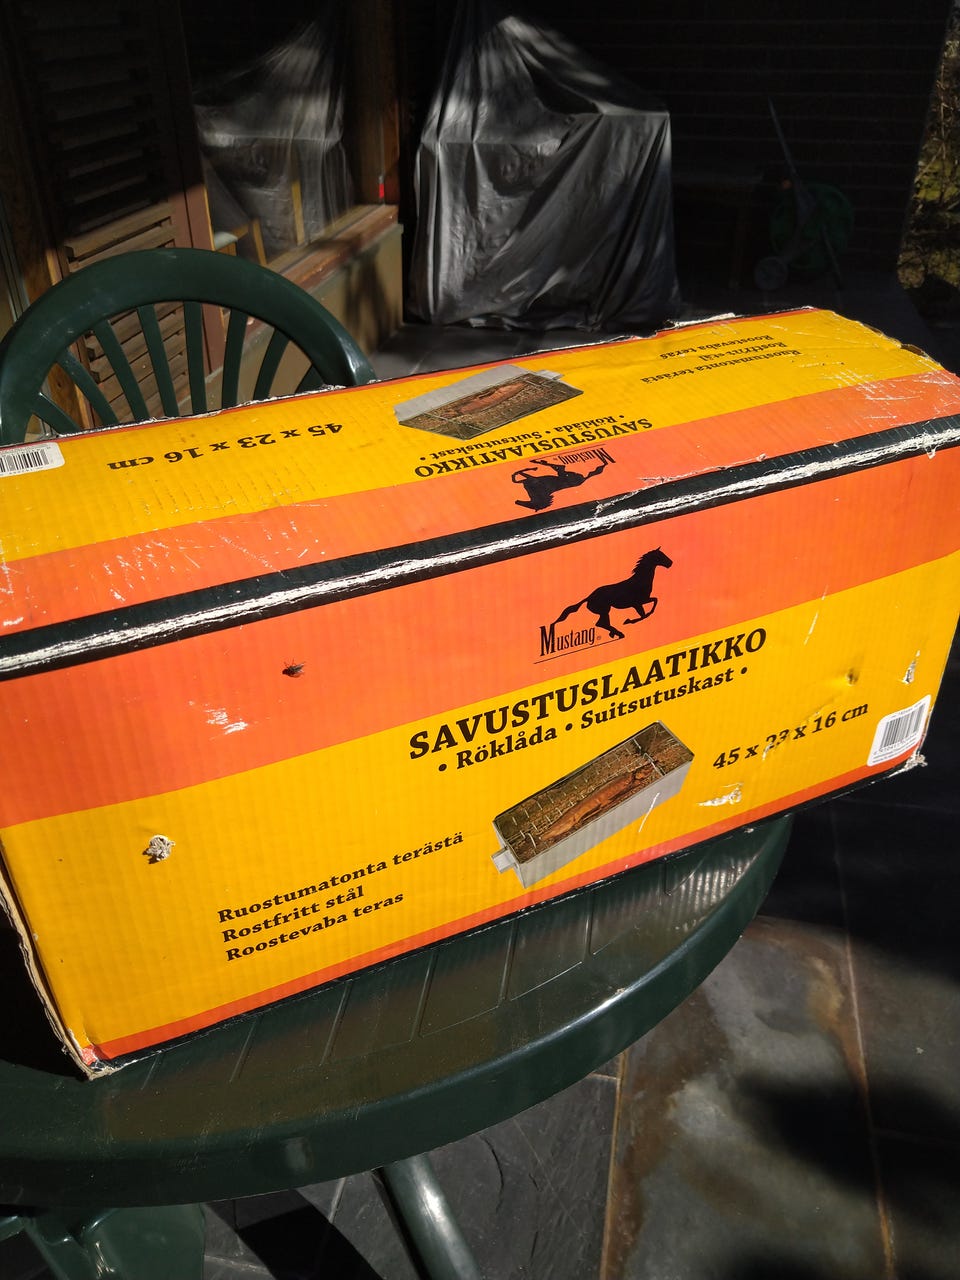 Ruostumatonta terästä
Rostfritt stål
Roostevaba teras
45 x 23 x 16 cm
SAVUSTUSLAATIKKO
• Röklåda • Suitsutuskast •
Mustang
Mustang
SAVUSTUSLAATIKKO
• Röklåda • Suitsutuskast •
45 x 23 x 16 cm
Ruostumatonta terästä
Rostfritt stål
Roostevaba teras